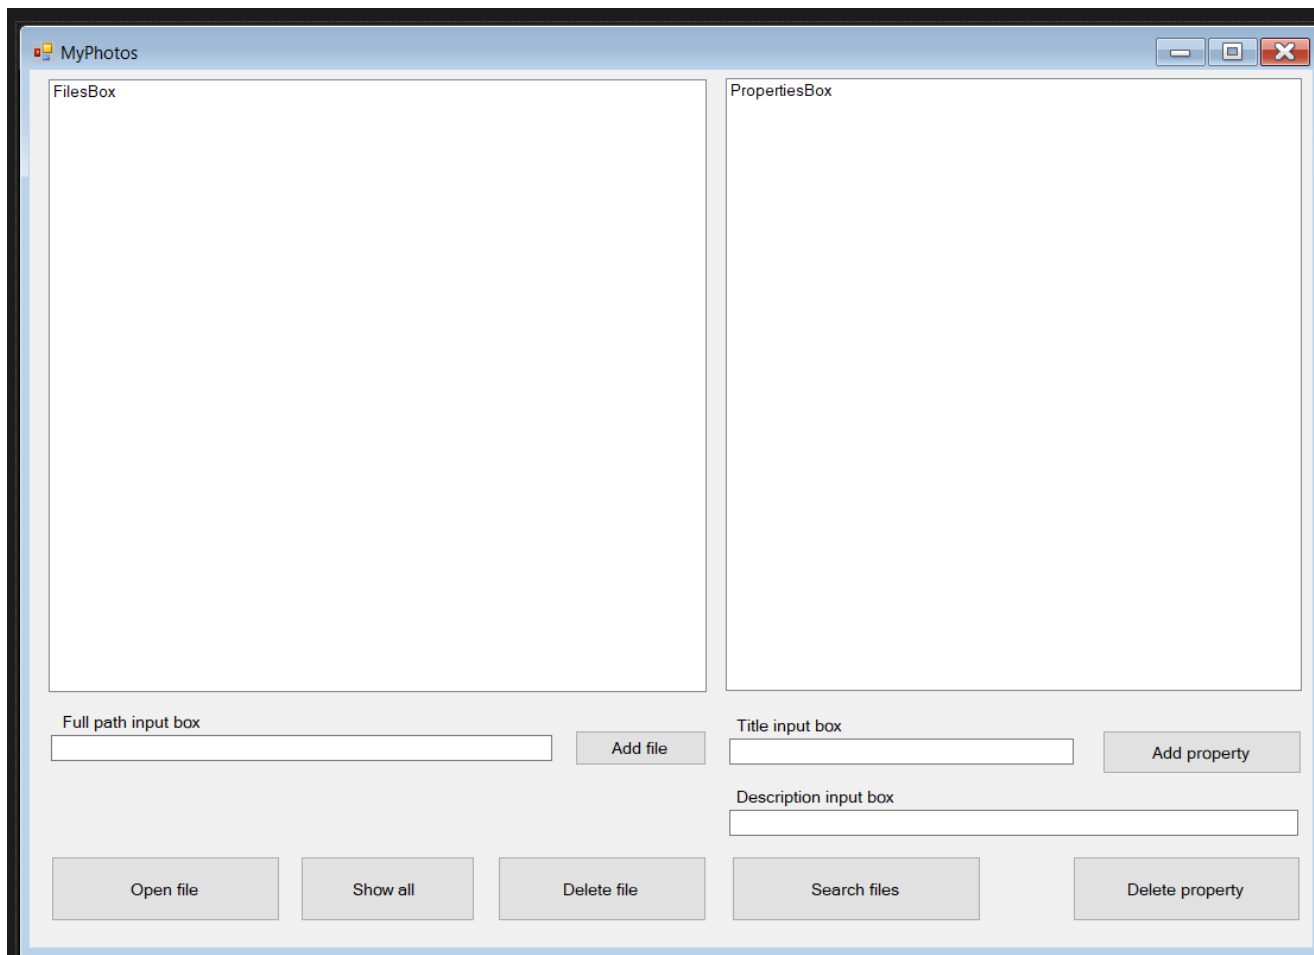 MyPhotos
FilesBox
PropertiesBox
Full path input box
Add file
Title input box
Add property
Description input box
Open file
Show all
Delete file
Search files
Delete property